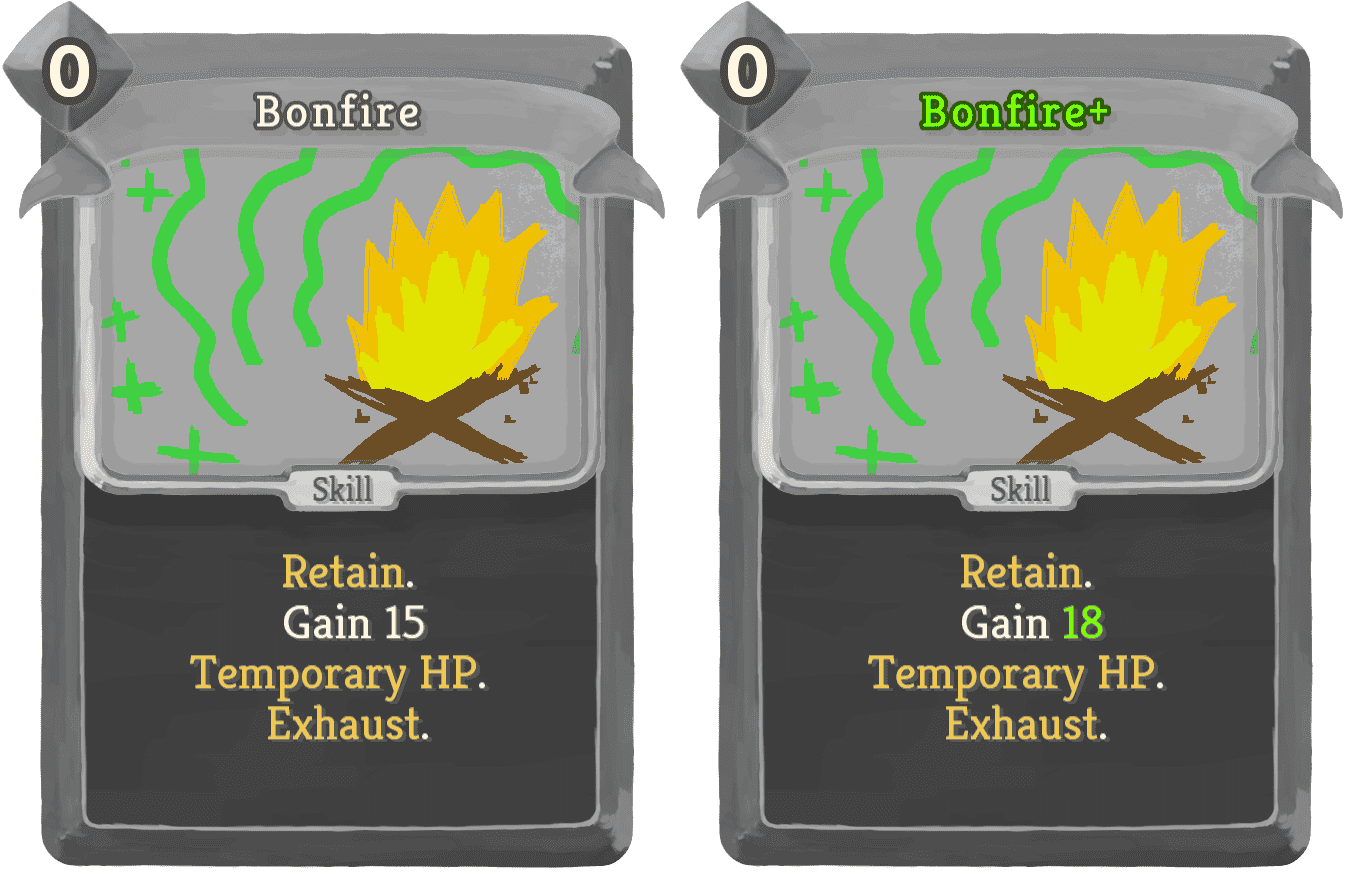 0
Bonfire
Skill
Retain.
Gain 15
Temporary HP.
Exhaust.
0
Bonfire+
Skill
Retain.
Gain 18
Temporary HP.
Exhaust.